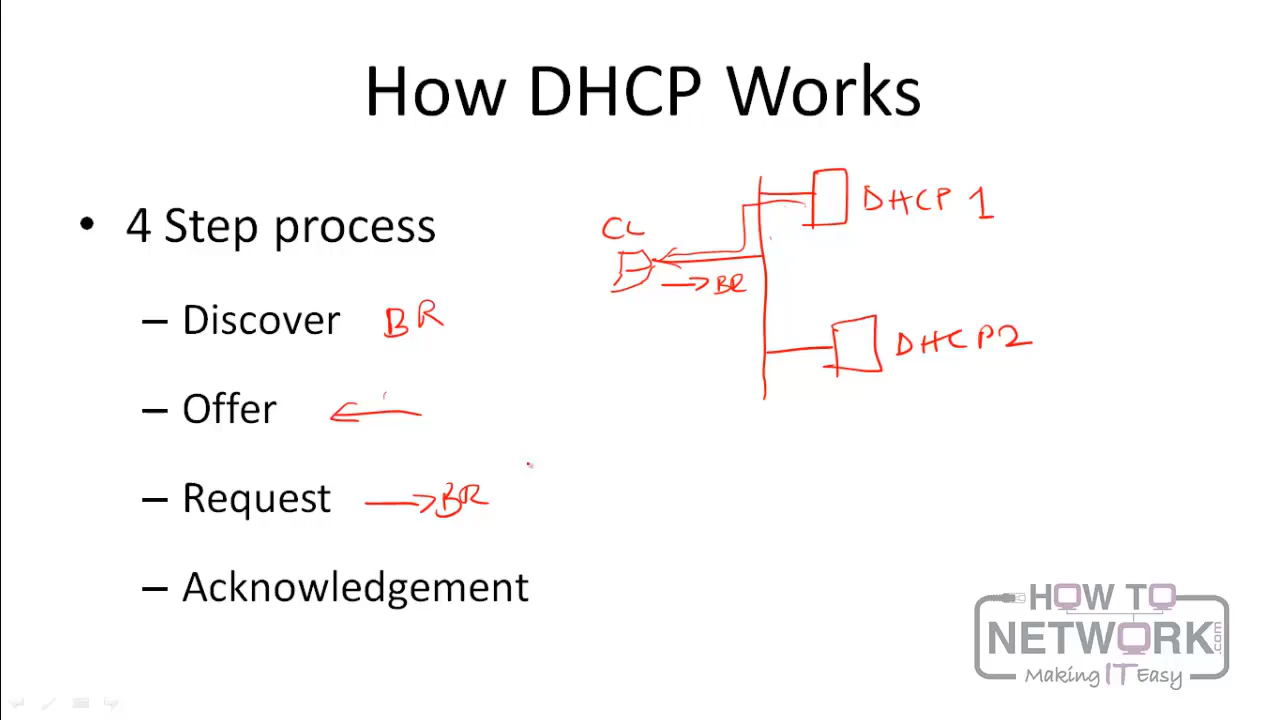 How DHCP Works
• 4 Step process
– Discover BR
– Offer
– Request BR
– Acknowledgement
CL
BR
DHCP 1
DHCP2
HOW TO
NETWORK.com
Making IT Easy